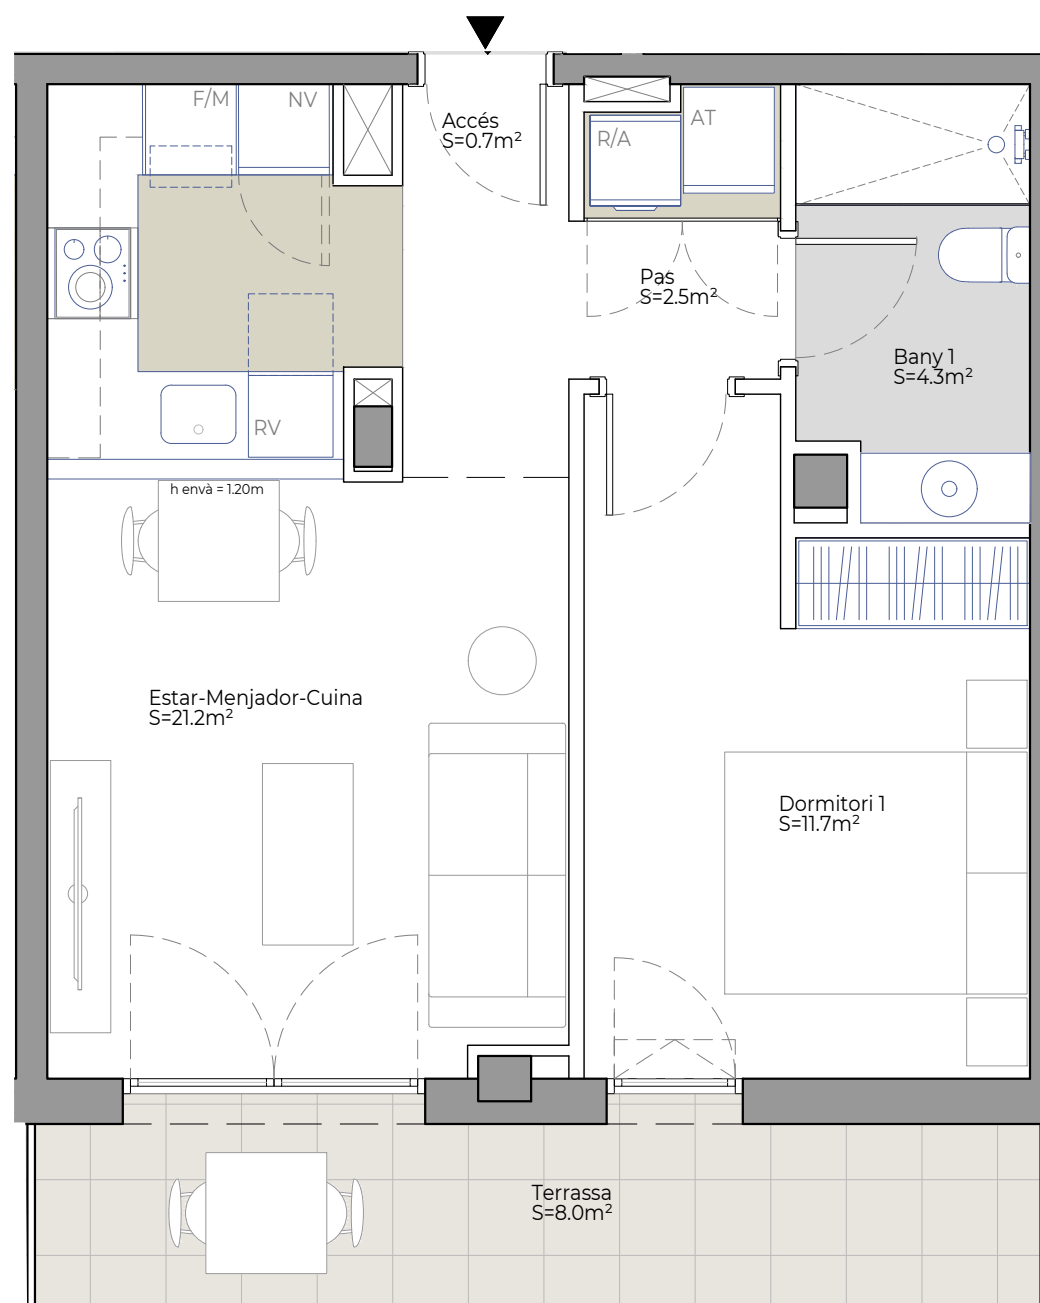 F/M
NV
Accés
S=0.7m²
R/A
AT
Pas
S=2.5m²
Bany 1
S=4.3m²
RV
h envà = 1.20m
Estar-Menjador-Cuina
S=21.2m²
Dormitori 1
S=11.7m²
Terrassa
S=8.0m²